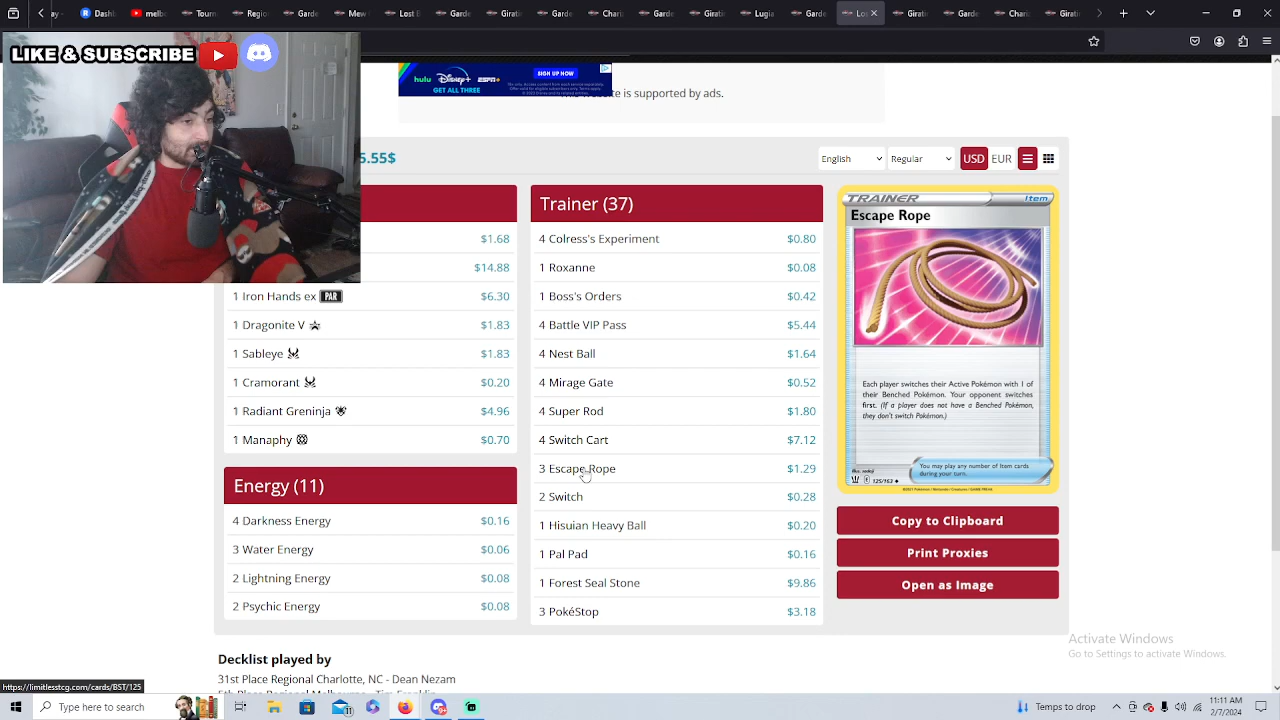 Dashl
LIKE & SUBSCRIBE
hulu Disney+ ESPN+
SIGN UP NOW
GET ALL THREE
is supported by ads.
5.55$
English
Regular
USD EUR
$1.68
$14.88
1 Iron Hands ex PAR $6.30
1 Dragonite V $1.83
1 Sableye $1.83
1 Cramorant $0.20
1 Radiant Greninja $4.96
1 Manaphy $0.70
Energy (11)
4 Darkness Energy $0.16
3 Water Energy $0.06
2 Lightning Energy $0.08
2 Psychic Energy $0.08
Trainer (37)
4 Colress's Experiment $0.80
1 Roxanne $0.08
1 Boss's Orders $0.42
4 Battle VIP Pass $5.44
4 Nest Ball $1.64
4 Mirage Gate $0.52
4 Super Rod $1.80
4 Switch Cart $7.12
3 Escape Rope $1.29
Switch $0.28
1 Hisuian Heavy Ball $0.20
1 Pal Pad $0.16
1 Forest Seal Stone $9.86
3 PokéStop $3.18
TRAINER Item
Escape Rope
Each player switches their Active Pokémon with 1 of
their Benched Pokémon. Your opponent switches
first. (If a player does not have a Benched Pokémon,
they don't switch Pokémon.)
You may play any number of Item cards
during your turn.
125/163
Copy to Clipboard
Print Proxies
Open as Image
Decklist played by
31st Place Regional Charlotte, NC - Dean Nezam
Activate Windows
Go to Settings to activate Windows.
https://limitlesstcg.com/cards/BST/125
Type here to search
Temps to drop
11:11 AM
2/7/2024